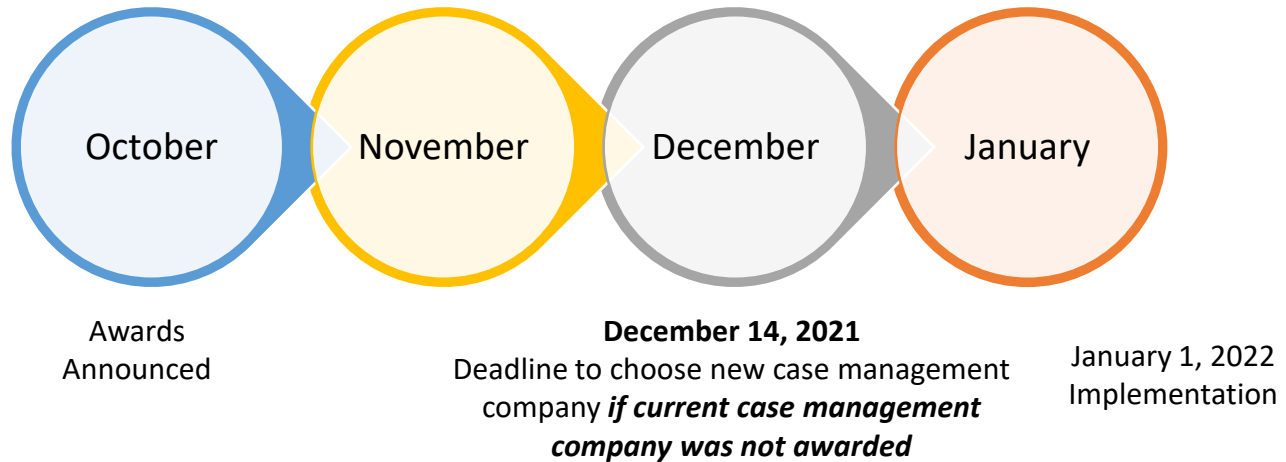 October
November
December
January
Awards
Announced
December 14, 2021
Deadline to choose new case management
company if current case management
company was not awarded
January 1, 2022
Implementation